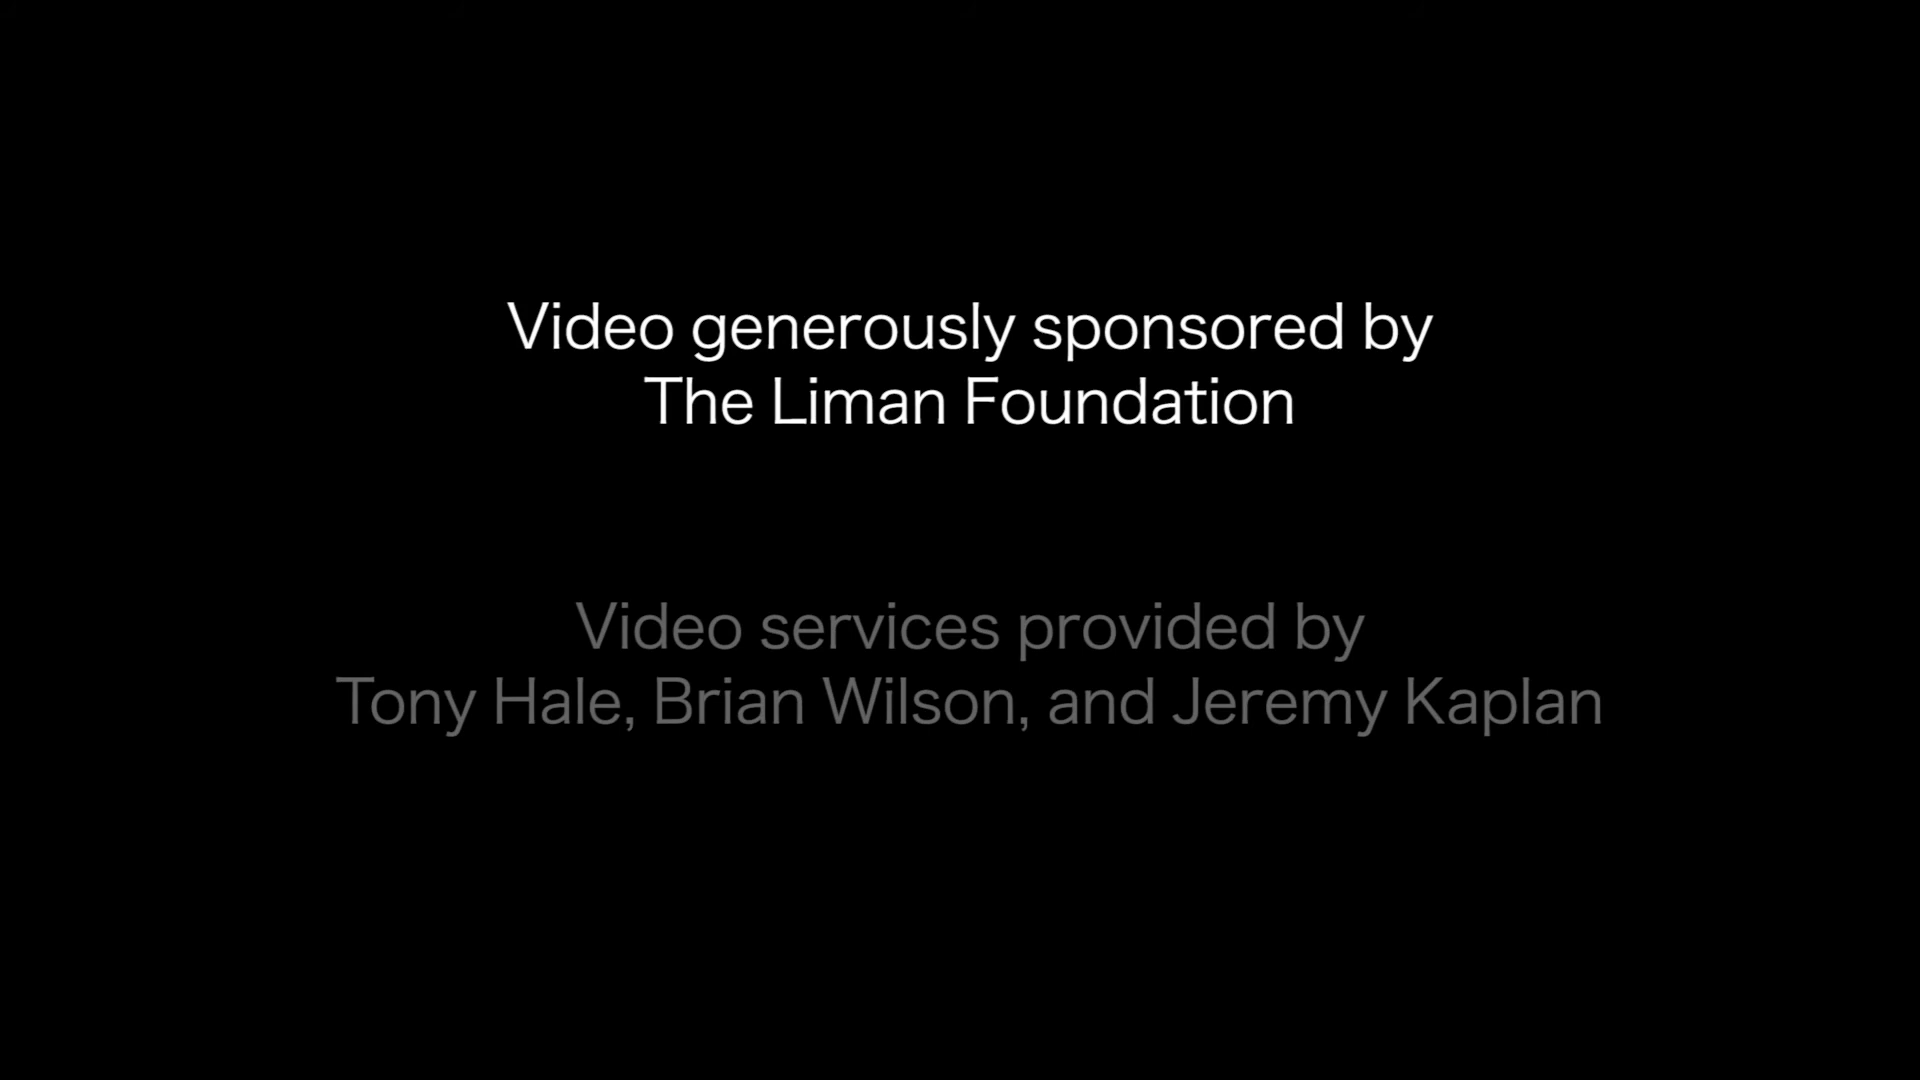 Video generously sponsored by
The Liman Foundation
Video services provided by
Tony Hale, Brian Wilson, and Jeremy Kaplan